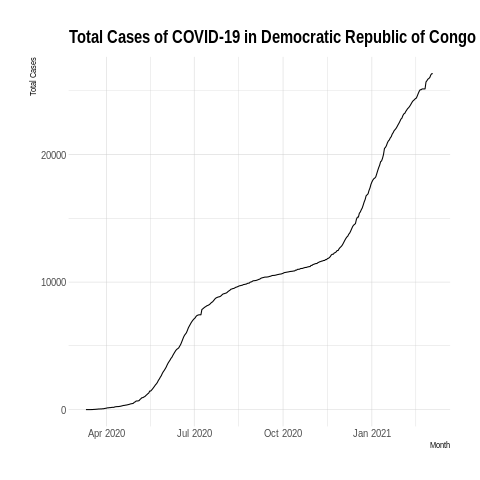 Total Cases of COVID-19 in Democratic Republic of Congo
Total Cases
20000
10000
0
Apr 2020
Jul 2020
Oct 2020
Jan 2021
Month